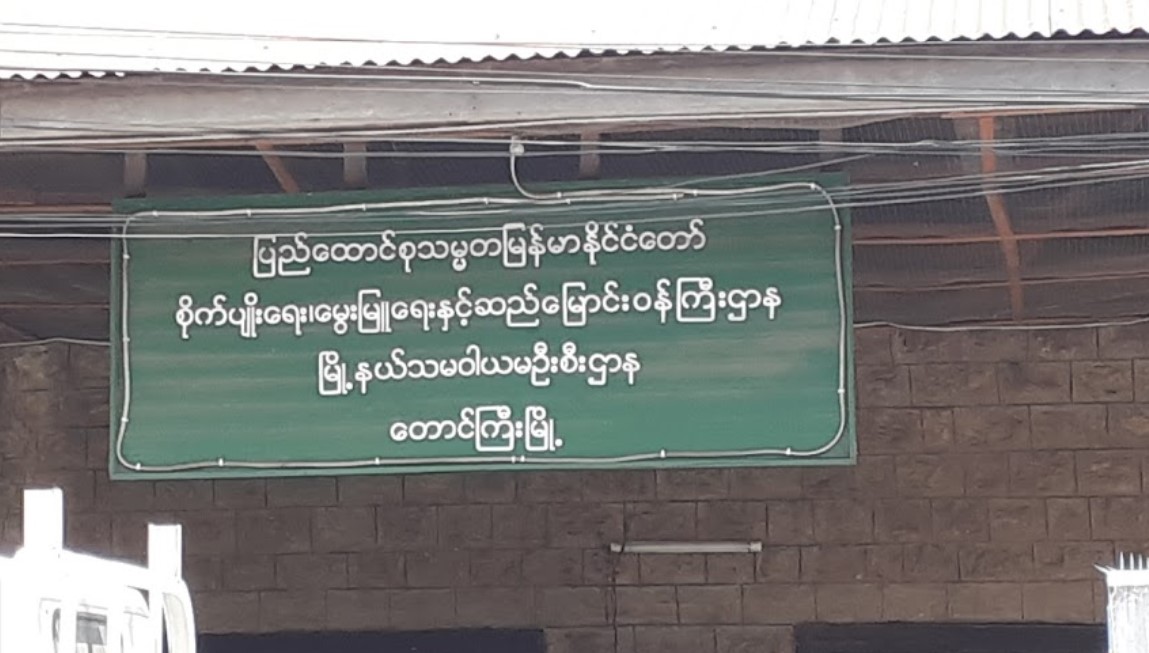 ပြည်ထောင်စုသမ္မတမြန်မာနိုင်ငံတော်
စိုက်ပျိုးရေး၊မွေးမြူရေးနှင့်ဆည်မြောင်းဝန်ကြီးဌာန
မြို့နယ်သမဝါယမဦးစီးဌာန
တောင်ကြီးမြို့